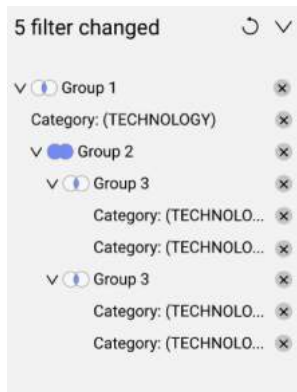 5 filter changed
Group 1
Category: (TECHNOLOGY)
Group 2
Group 3
Category: (TECHNOLO...
Category: (TECHNOLO...
Group 3
Category: (TECHNOLO...
Category: (TECHNOLO...